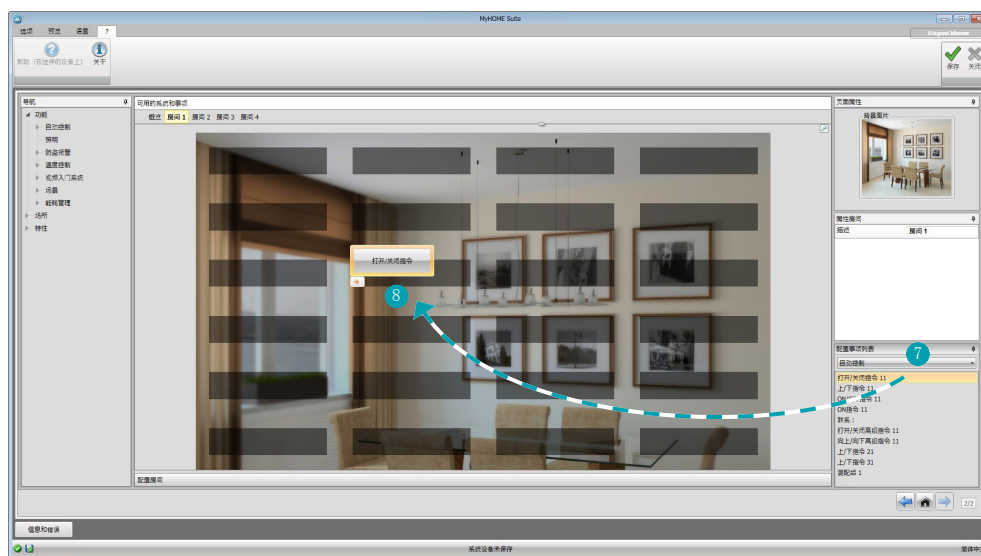 MyHOME Suite
选项 预览 语言 ?
帮助（在选择的设备上） 关于
保存 关闭
导航
功能
自动控制
照明
防盗报警
温度控制
视频入门系统
场景
能耗管理
场所
特性
可用的系统和事项
概览 房间 1 房间 2 房间 3 房间 4
打开/关闭指令
8
配置房间
页面属性
背景图片
属性房间
描述 房间 1
配置事项列表
7
自动控制
打开/关闭指令 11
上/下指令 11
ON指令 11
联系：
打开/关闭高级指令 11
向上/向下高级指令 11
上/下指令 21
上/下指令 31
混配组 1
2/2
信息和错误
系统设备未保存
简体中